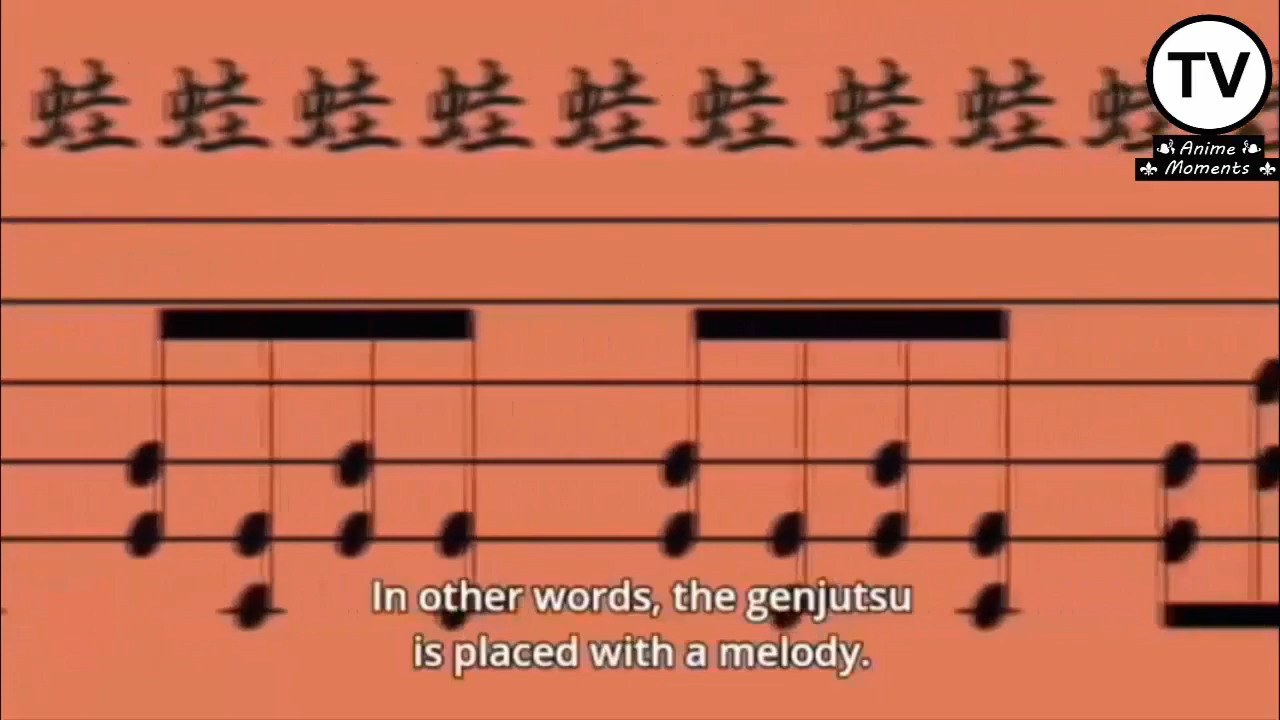 蛙蛙蛙蛙蛙蛙蛙蛙蛙
TV
Anime
Moments
In other words, the genjutsu
is placed with a melody.